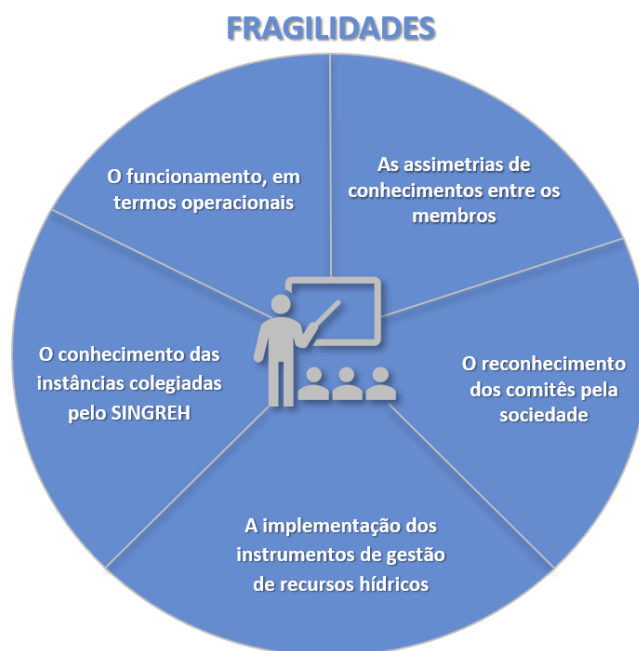 FRAGILIDADES
O funcionamento, em
termos operacionais
As assimetrias de
conhecimentos entre os
membros
O conhecimento das
instâncias colegiadas
pelo SINGREH
O reconhecimento
dos comitês pela
sociedade
A implementação dos
instrumentos de gestão
de recursos hídricos